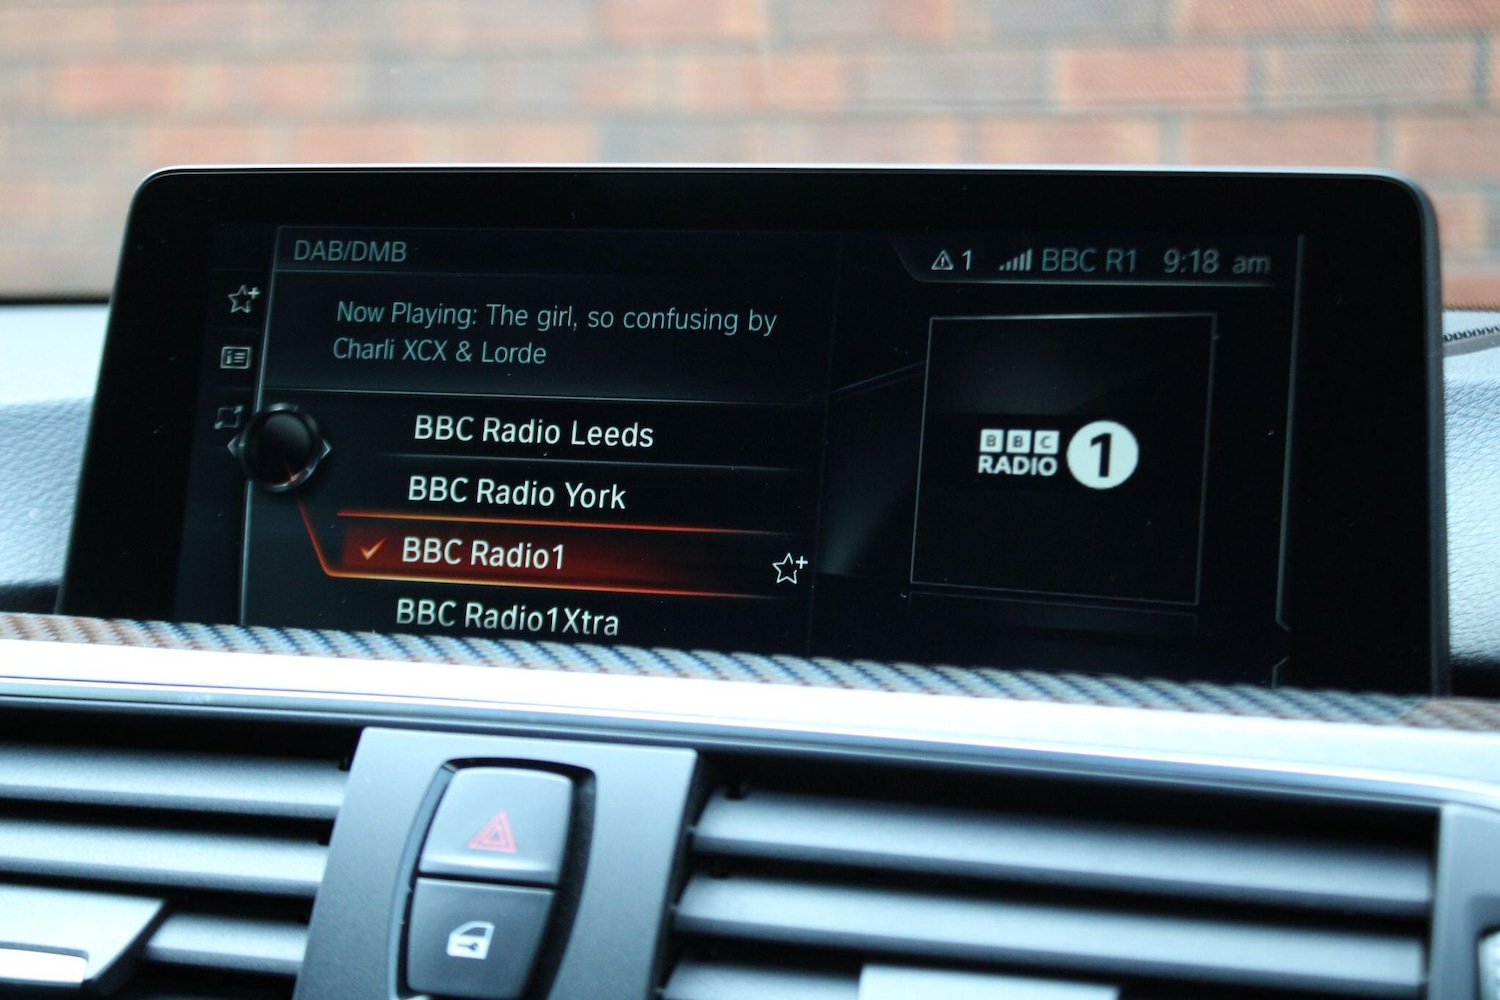 DAB/DMB
1 BBC R1 9:18 am
Now Playing: The girl, so confusing by
Charli XCX & Lorde
BBC Radio Leeds
BBC Radio York
BBC Radio1
BBC Radio1Xtra
BBC
RADIO 1